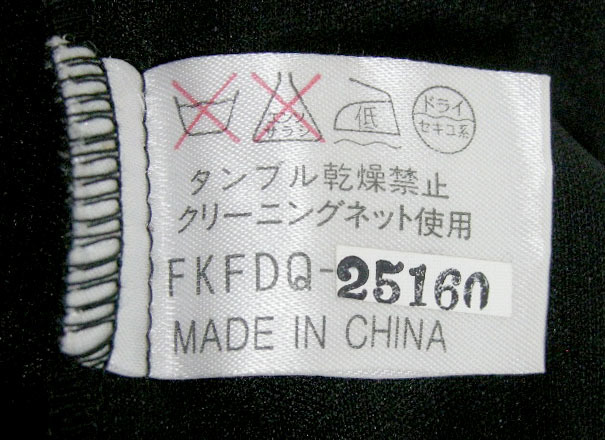 エンソ
サラシ
低
ドライ
セキユ系
タンブル乾燥禁止
クリーニングネット使用
FKFDQ-25160
MADE IN CHINA